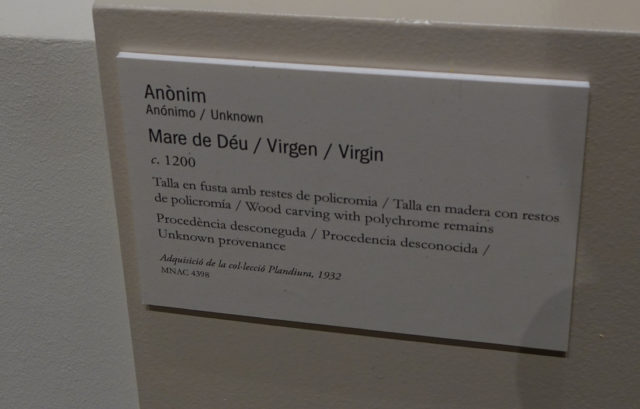 Anònim
Anónimo / Unknown
Mare de Déu / Virgen / Virgin
c. 1200
Talla en fusta amb restes de policromia / Talla en madera con restos
de policromía / Wood carving with polychrome remains
Procedència desconeguda / Procedencia desconocida /
Unknown provenance
Adquisició de la col·lecció Plandiura, 1932
MNAC 4398